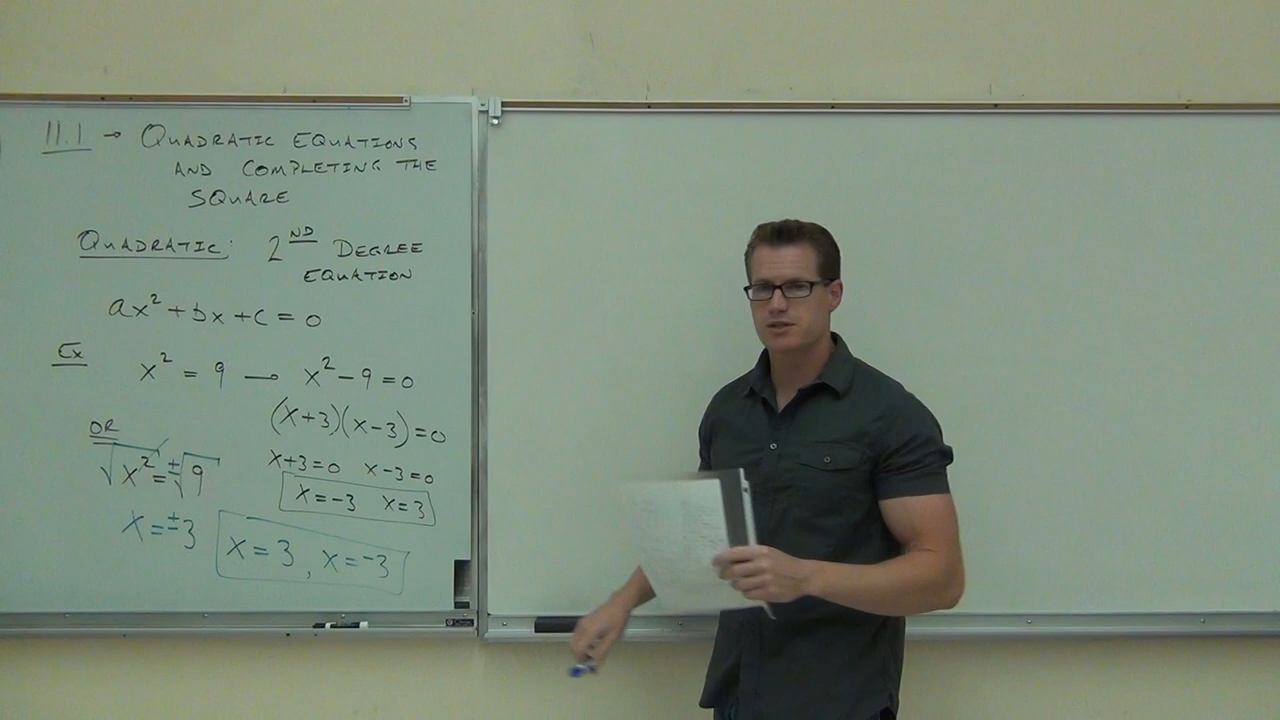 11.1 → QUADRATIC EQUATIONS
AND COMPLETING THE
SQUARE
QUADRATIC: 2ND DEGREE
EQUATION
ax² + bx + c = 0
Ex
x² = 9 — x² - 9 = 0
(x+3)(x-3) = 0
OR
x+3=0 x-3=0
√x² = ±√9
x=-3 x=3
x = ±3
x = 3, x = -3